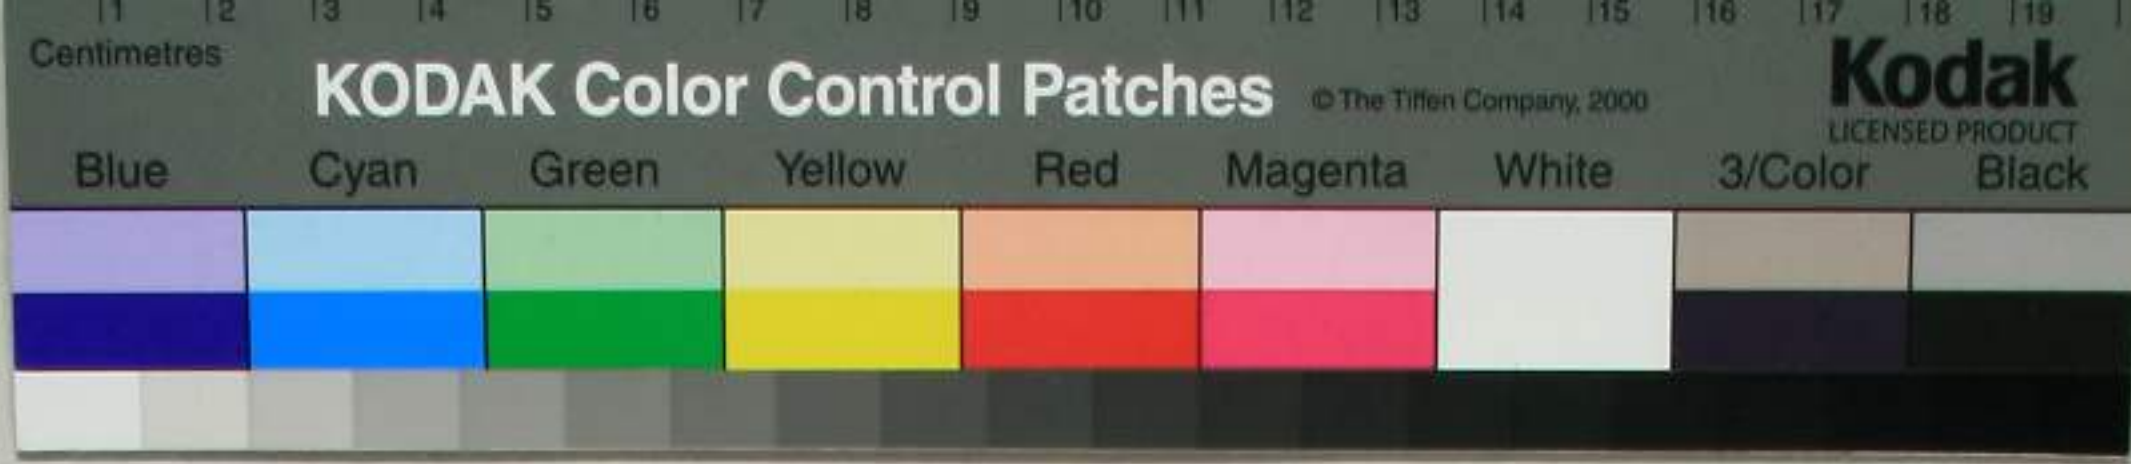 1 2 3 4 5 6 7 8 9 10 11 12 13 14 15 16 17 18 19
Centimetres
KODAK Color Control Patches
© The Tiffen Company, 2000
Kodak
LICENSED PRODUCT
Blue Cyan Green Yellow Red Magenta White 3/Color Black